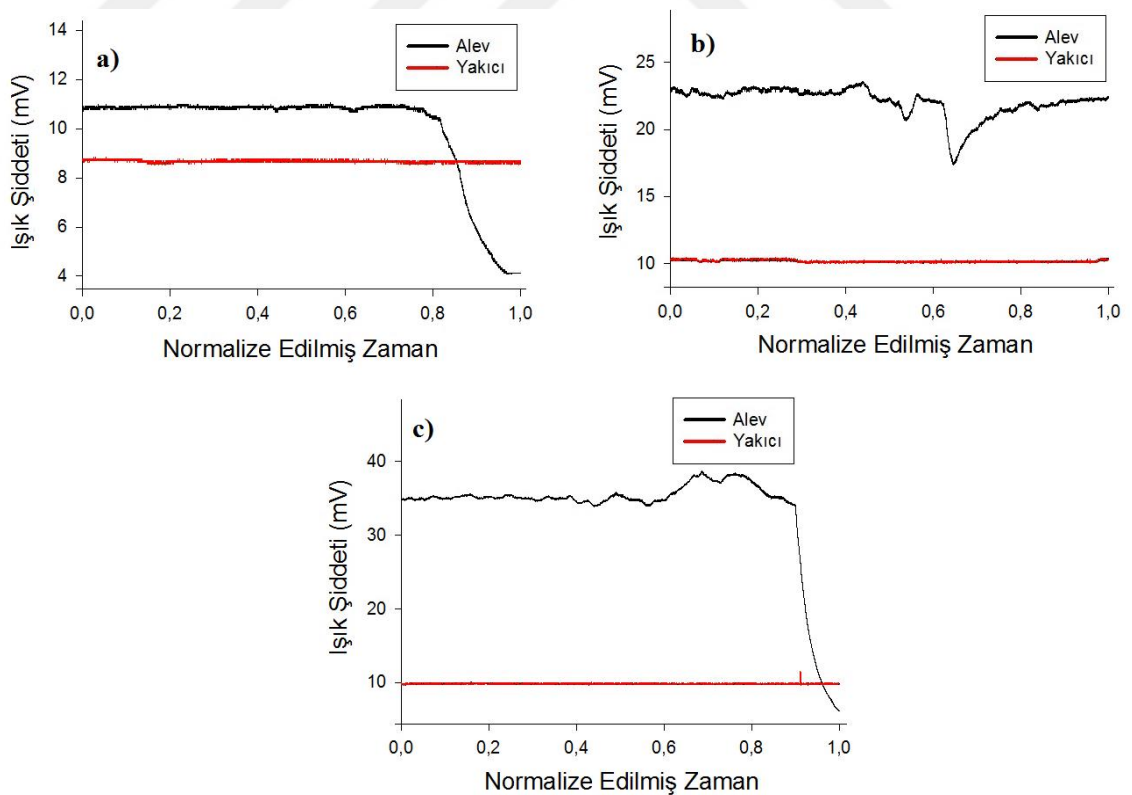 a)
Alev
Yakıcı
Işık Şiddeti (mV)
14
12
10
8
6
4
0,0 0,2 0,4 0,6 0,8 1,0
Normalize Edilmiş Zaman
b)
Alev
Yakıcı
Işık Şiddeti (mV)
25
20
15
10
0,0 0,2 0,4 0,6 0,8 1,0
Normalize Edilmiş Zaman
c)
Alev
Yakıcı
Işık Şiddeti (mV)
40
30
20
10
0,0 0,2 0,4 0,6 0,8 1,0
Normalize Edilmiş Zaman